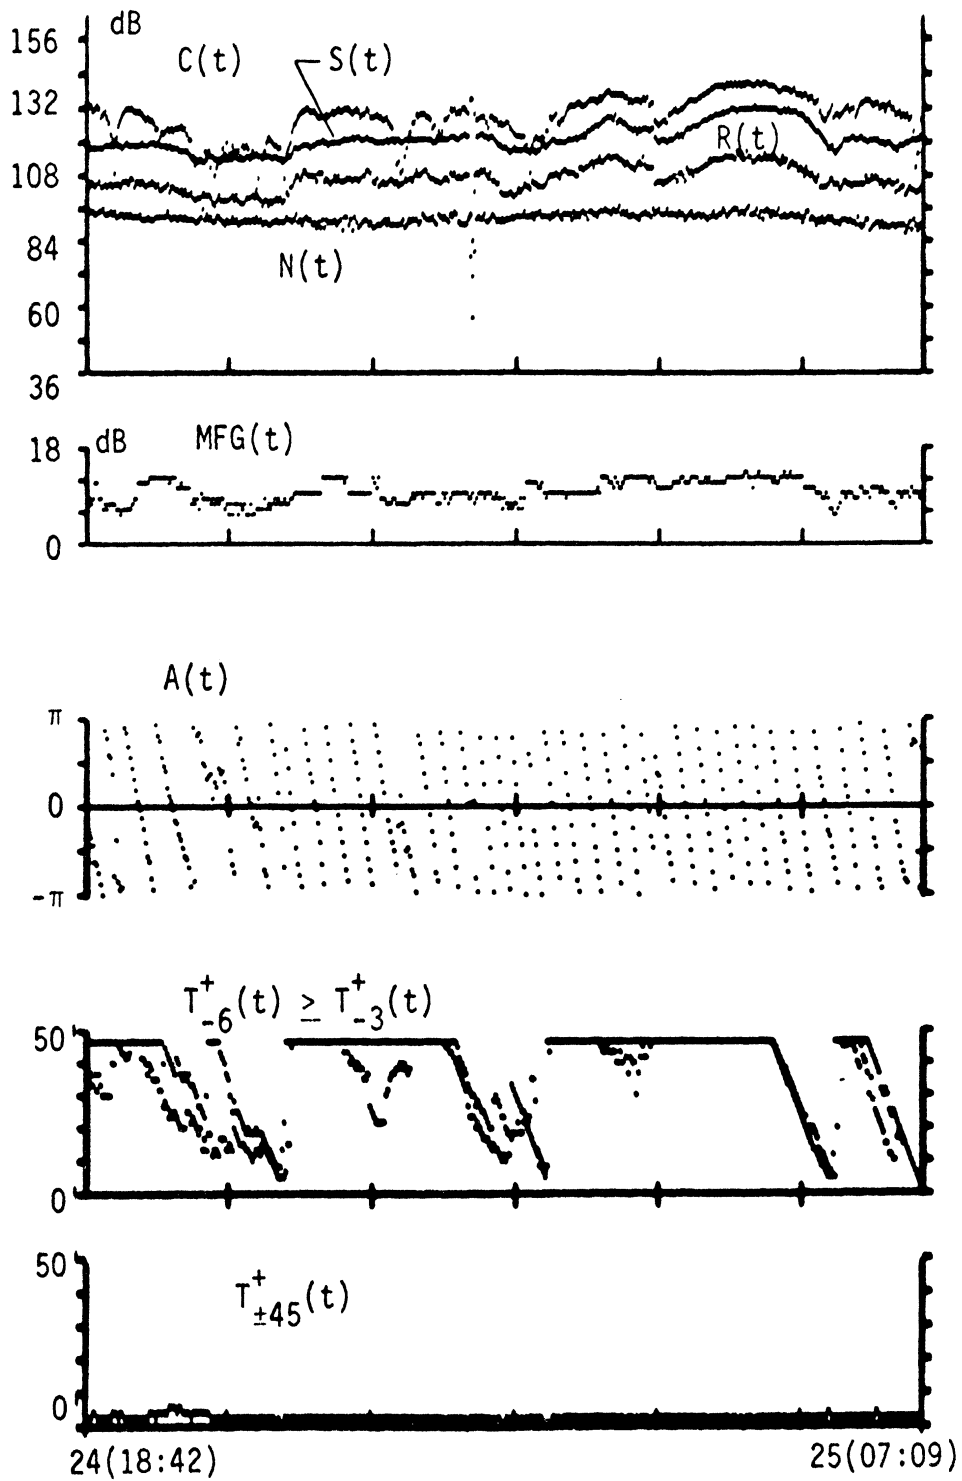 dB
156
C(t)
S(t)
132
R(t)
108
84
N(t)
60
36
18
dB
MFG(t)
0
A(t)
π
0
-π
T⁺₋₆(t) ≥ T⁺₋₃(t)
50'
0'
50'
T⁺±45(t)
0'
24(18:42)
25(07:09)